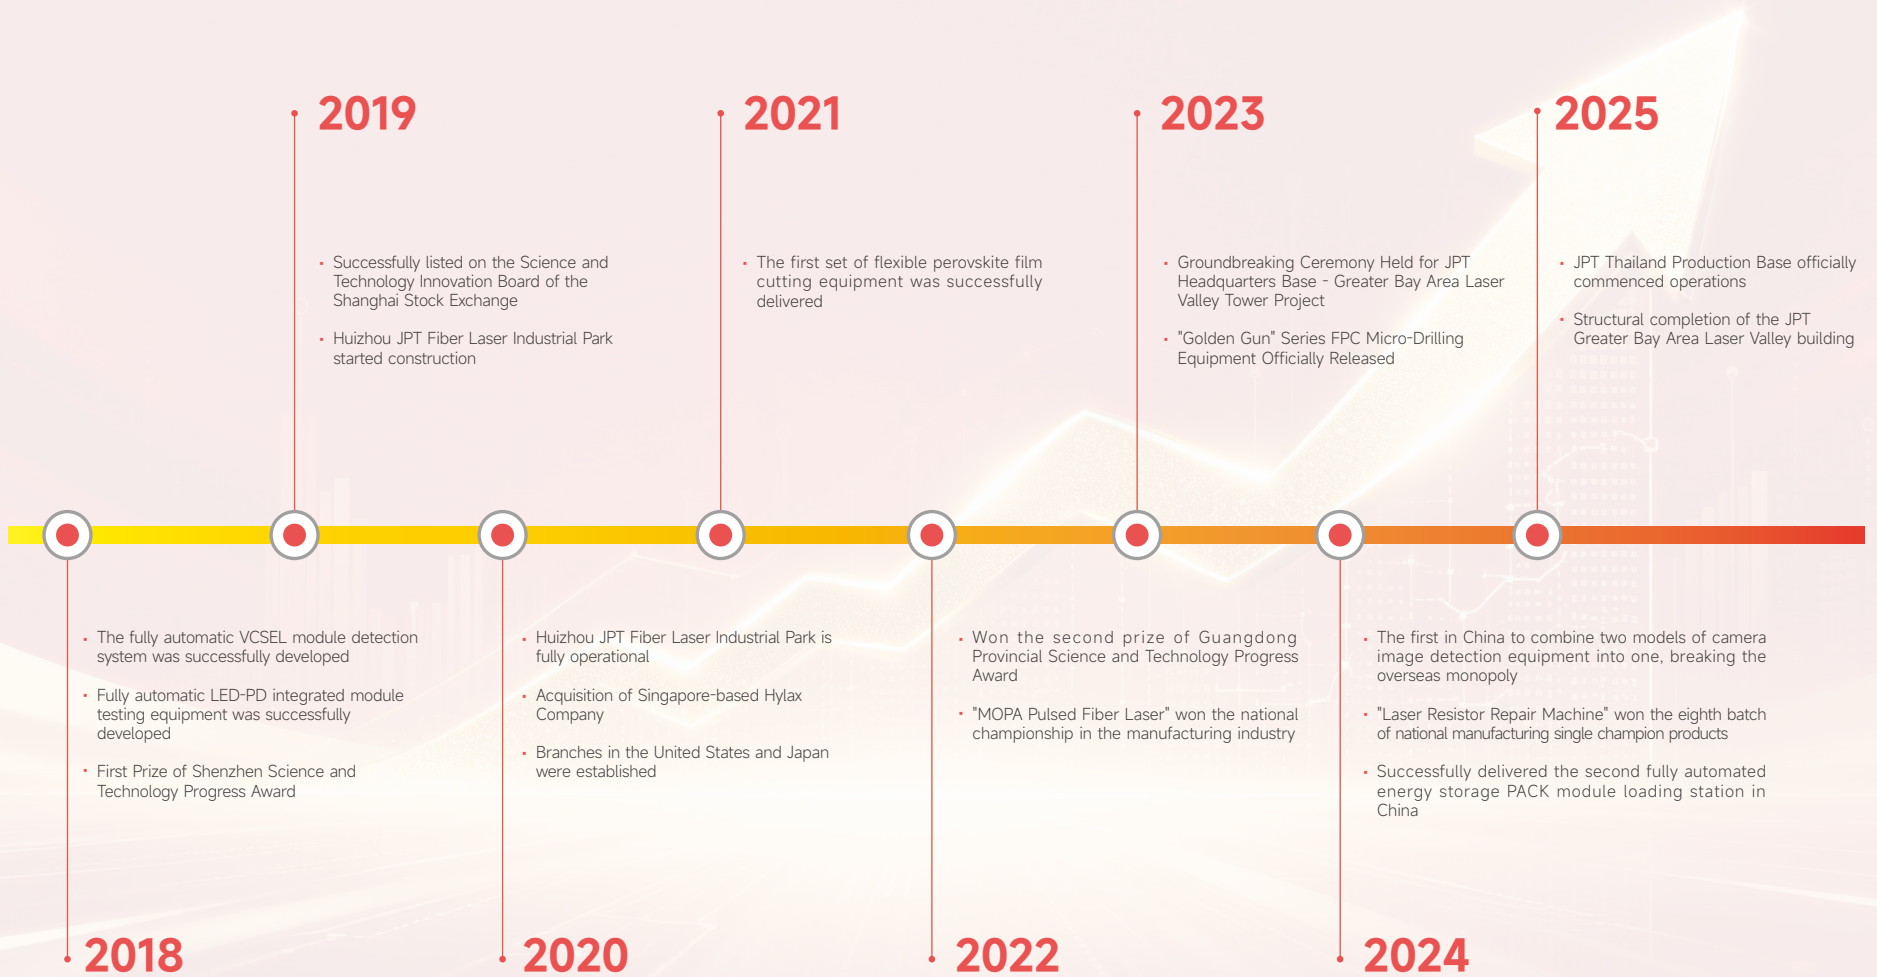 2019
• Successfully listed on the Science and
Technology Innovation Board of the
Shanghai Stock Exchange
• Huizhou JPT Fiber Laser Industrial Park
started construction
2021
• The first set of flexible perovskite film
cutting equipment was successfully
delivered
2023
• Groundbreaking Ceremony Held for JPT
Headquarters Base - Greater Bay Area Laser
Valley Tower Project
• "Golden Gun" Series FPC Micro-Drilling
Equipment Officially Released
2025
• JPT Thailand Production Base officially
commenced operations
• Structural completion of the JPT
Greater Bay Area Laser Valley building
• The fully automatic VCSEL module detection
system was successfully developed
• Fully automatic LED-PD integrated module
testing equipment was successfully
developed
• First Prize of Shenzhen Science and
Technology Progress Award
2018
• Huizhou JPT Fiber Laser Industrial Park is
fully operational
• Acquisition of Singapore-based Hylax
Company
• Branches in the United States and Japan
were established
2020
• Won the second prize of Guangdong
Provincial Science and Technology Progress
Award
• "MOPA Pulsed Fiber Laser" won the national
championship in the manufacturing industry
2022
• The first in China to combine two models of camera
image detection equipment into one, breaking the
overseas monopoly
• "Laser Resistor Repair Machine" won the eighth batch
of national manufacturing single champion products
• Successfully delivered the second fully automated
energy storage PACK module loading station in
China
2024